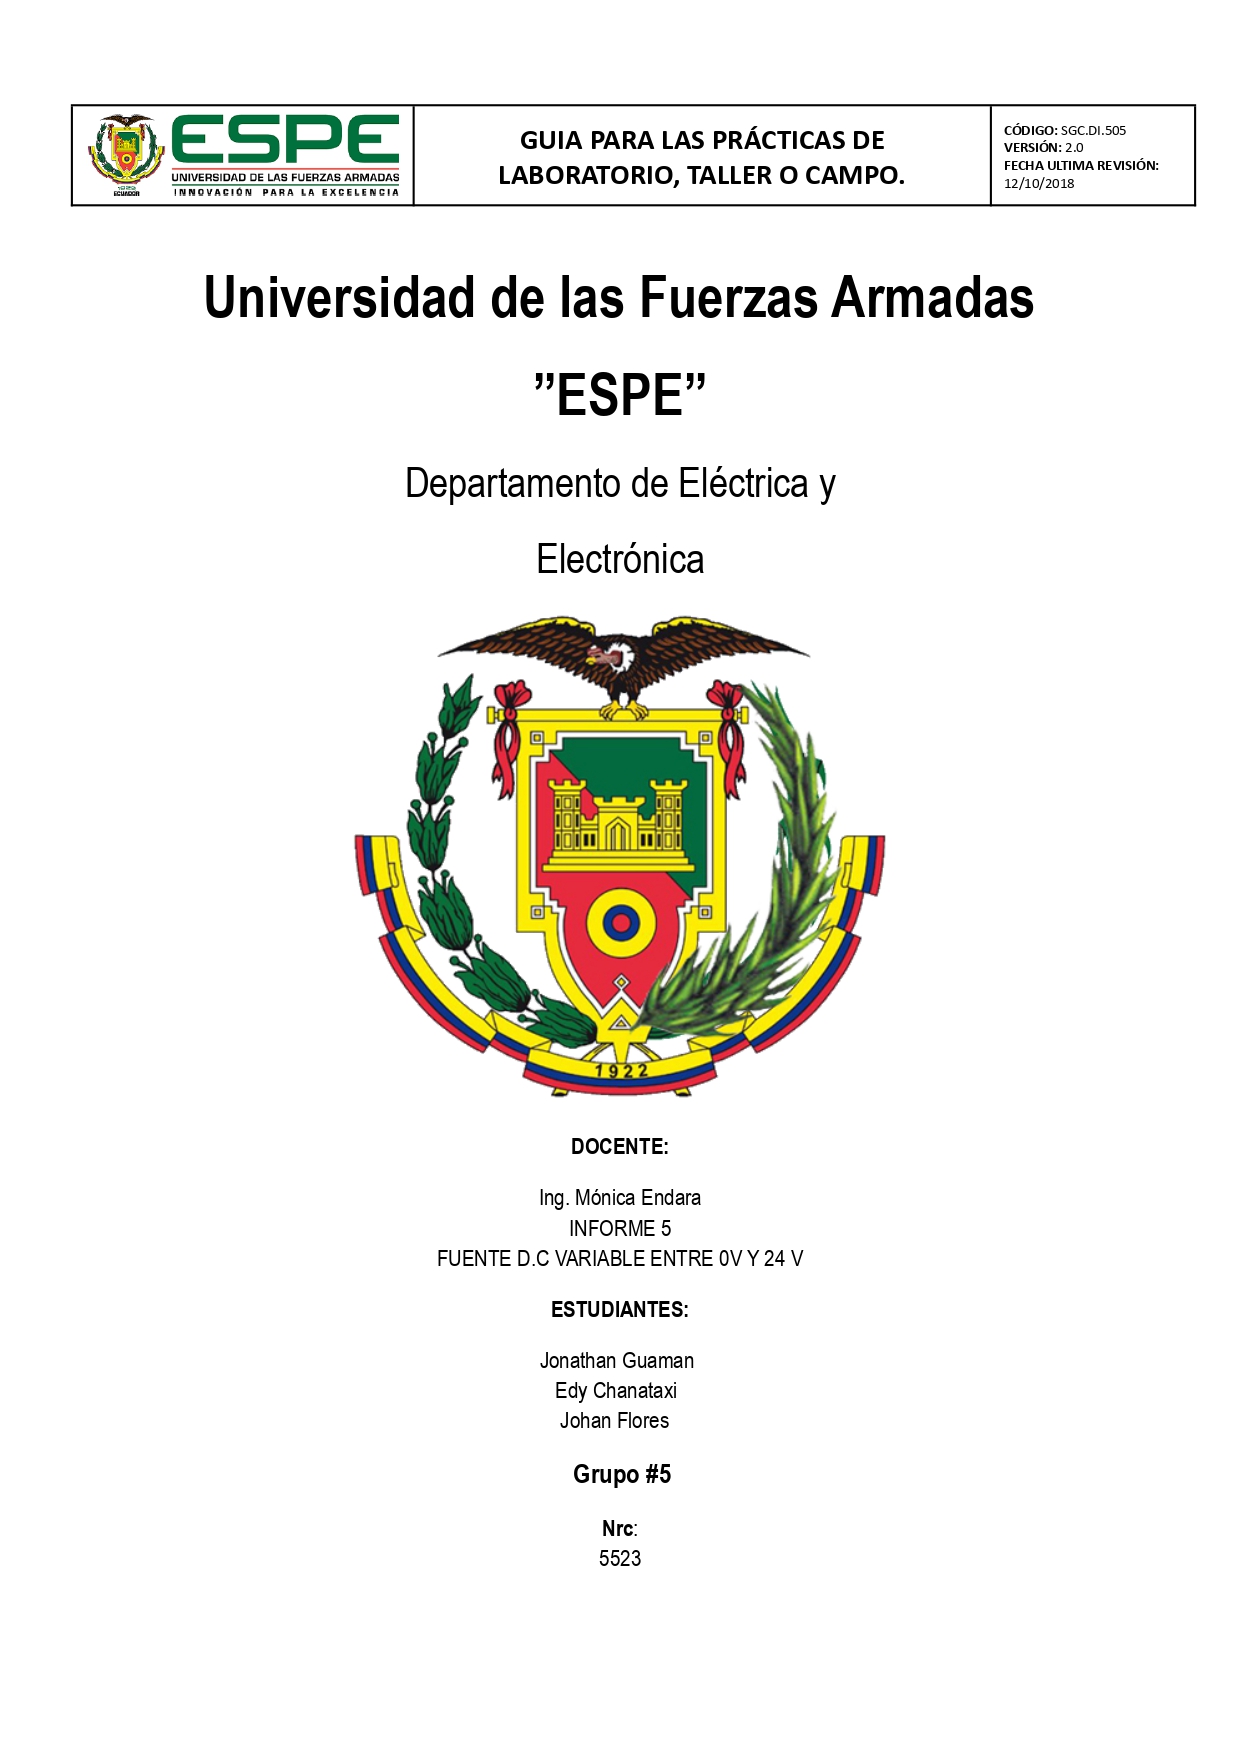 ESPE
UNIVERSIDAD DE LAS FUERZAS ARMADAS
INNOVACIÓN PARA LA EXCELENCIA
1922
ECUADOR
GUIA PARA LAS PRÁCTICAS DE
LABORATORIO, TALLER O CAMPO.
CÓDIGO: SGC.DI.505
VERSIÓN: 2.0
FECHA ULTIMA REVISIÓN:
12/10/2018
Universidad de las Fuerzas Armadas
”ESPE”
Departamento de Eléctrica y
Electrónica
1922
DOCENTE:
Ing. Mónica Endara
INFORME 5
FUENTE D.C VARIABLE ENTRE 0V Y 24 V
ESTUDIANTES:
Jonathan Guaman
Edy Chanataxi
Johan Flores
Grupo #5
Nrc:
5523